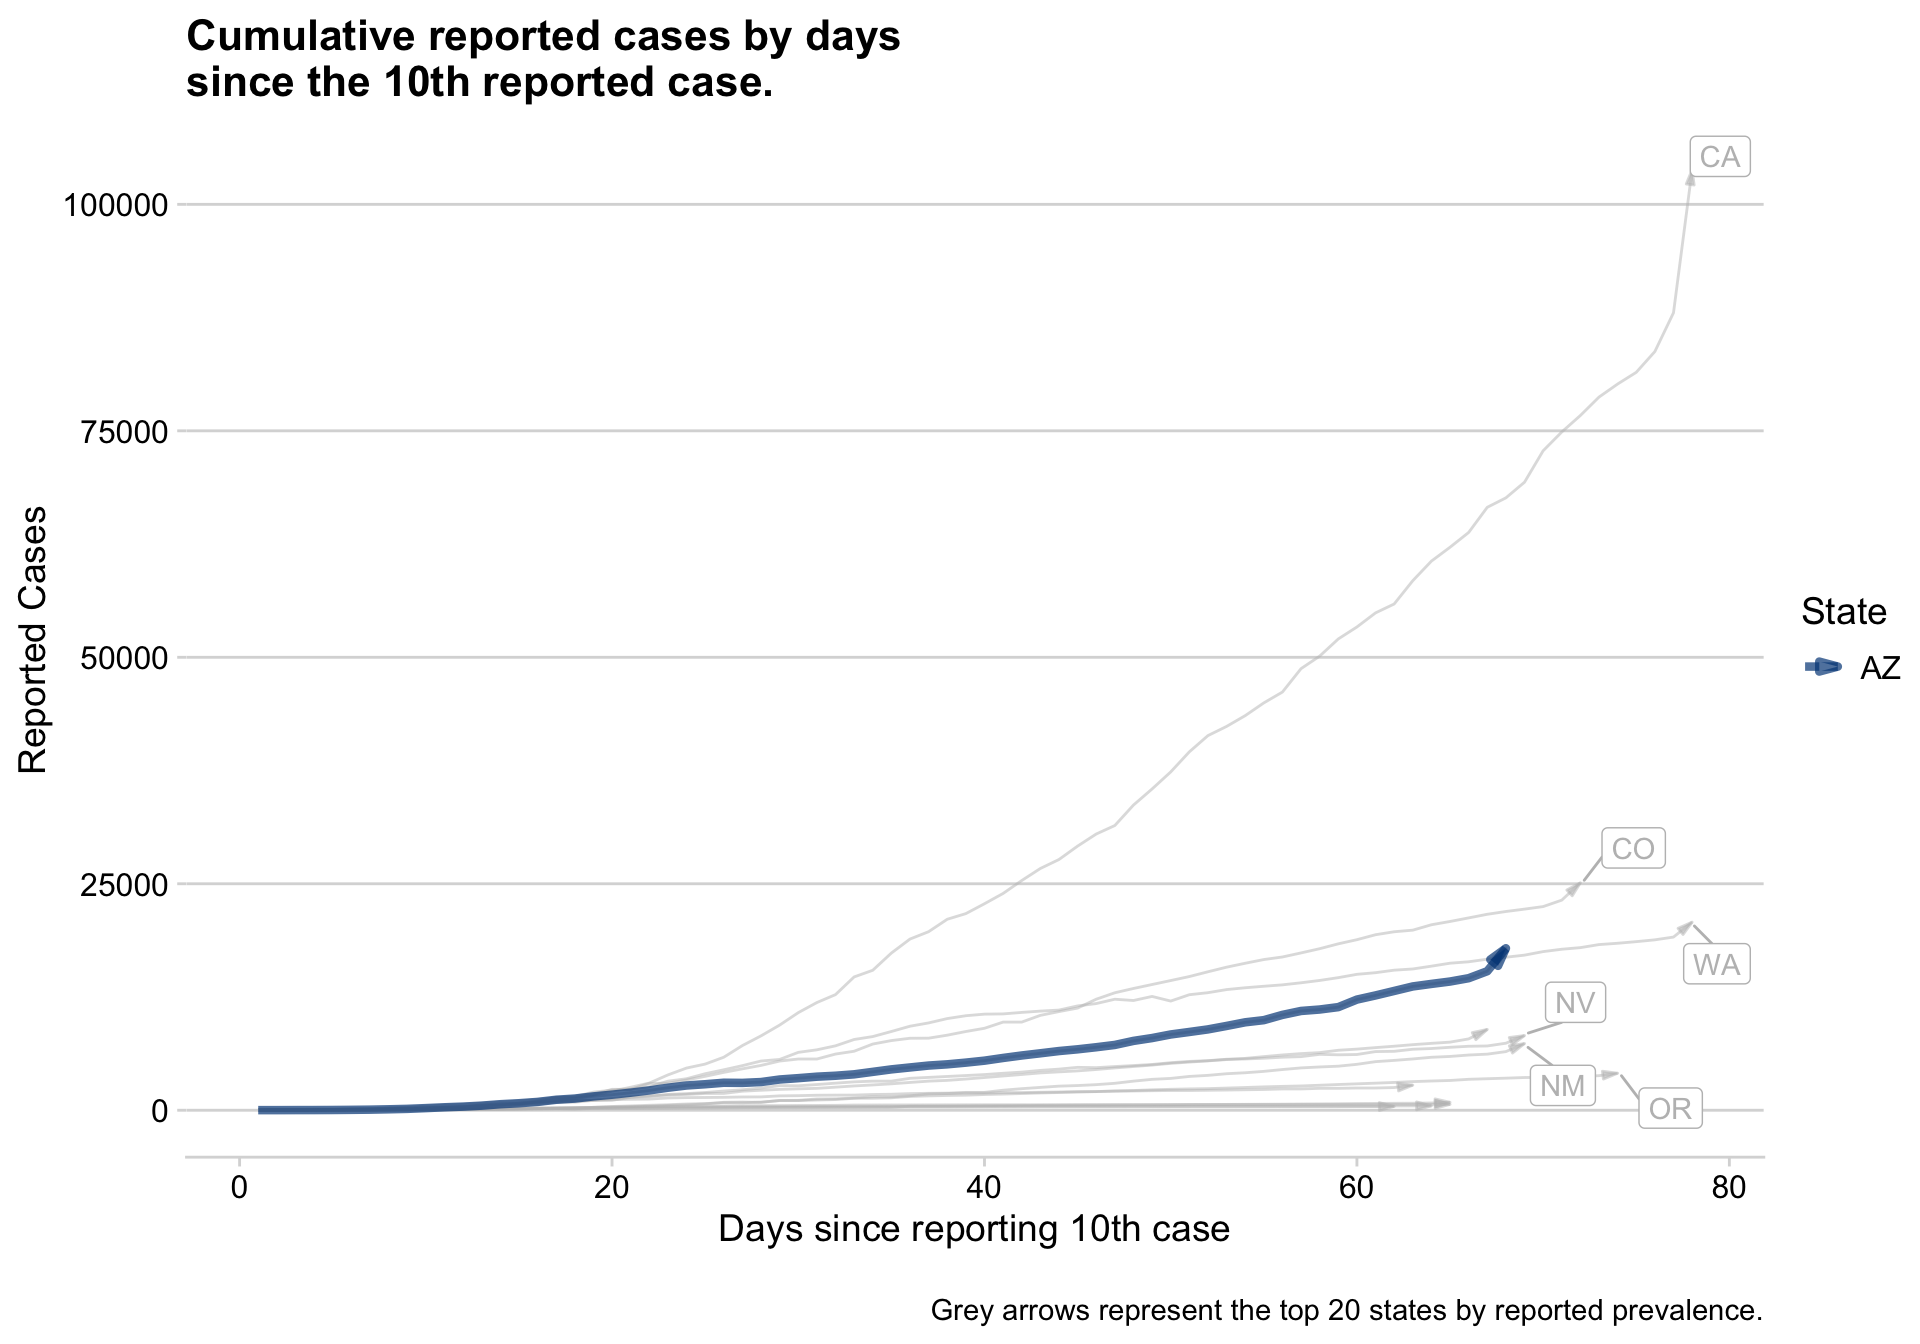 Cumulative reported cases by days
since the 10th reported case.
CA
100000
75000
Reported Cases
50000
State
AZ
CO
25000
WA
NV
NM
OR
0
0 20 40 60 80
Days since reporting 10th case
Grey arrows represent the top 20 states by reported prevalence.